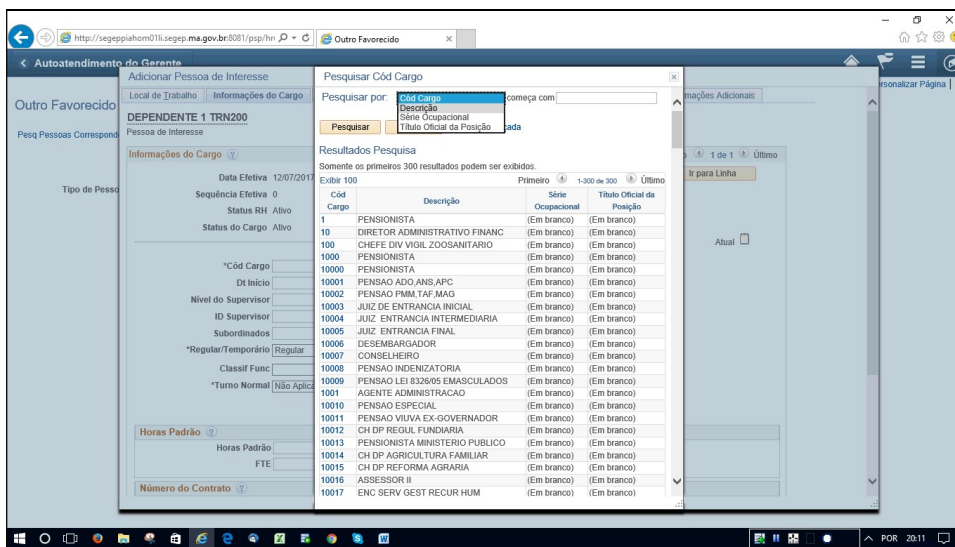 http://segeppiahom01li.segep.ma.gov.br:8081/psp/hri
Outro Favorecido
Autoatendimento do Gerente
Personalizar Página
Outro Favorecido
Pesq Pessoas Correspond
Tipo de Pesso
Adicionar Pessoa de Interesse
Local de Trabalho
Informações do Cargo
mações Adicionais
DEPENDENTE 1 TRN200
Pessoa de Interesse
Informações do Cargo
1 de 1 Último
Data Efetiva 12/07/2017
Ir para Linha
Sequência Efetiva 0
Status RH Ativo
Status do Cargo Ativo
Atual
*Cód Cargo
Dt Início
Nível do Supervisor
ID Supervisor
Subordinados
*Regular/Temporário Regular
Classif Func
*Turno Normal Não Aplica
Horas Padrão
Horas Padrão
FTE
Número do Contrato
Pesquisar Cód Cargo
Pesquisar por: Cód Cargo começa com
Descrição
Série Ocupacional
Título Oficial da Posição
Pesquisar
cada
Resultados Pesquisa
Somente os primeiros 300 resultados podem ser exibidos.
Exibir 100 Primeiro 1-300 de 300 Último
Cód Cargo Descrição Série Ocupacional Título Oficial da Posição
1 PENSIONISTA (Em branco) (Em branco)
10 DIRETOR ADMINISTRATIVO FINANC (Em branco) (Em branco)
100 CHEFE DIV VIGIL ZOOSANITARIO (Em branco) (Em branco)
1000 PENSIONISTA (Em branco) (Em branco)
10000 PENSIONISTA (Em branco) (Em branco)
10001 PENSAO ADO,ANS,APC (Em branco) (Em branco)
10002 PENSAO PMM,TAF,MAG (Em branco) (Em branco)
10003 JUIZ DE ENTRANCIA INICIAL (Em branco) (Em branco)
10004 JUIZ ENTRANCIA INTERMEDIARIA (Em branco) (Em branco)
10005 JUIZ ENTRANCIA FINAL (Em branco) (Em branco)
10006 DESEMBARGADOR (Em branco) (Em branco)
10007 CONSELHEIRO (Em branco) (Em branco)
10008 PENSAO INDENIZATORIA (Em branco) (Em branco)
10009 PENSAO LEI 8326/05 EMASCULADOS (Em branco) (Em branco)
1001 AGENTE ADMINISTRACAO (Em branco) (Em branco)
10010 PENSAO ESPECIAL (Em branco) (Em branco)
10011 PENSAO VIUVA EX-GOVERNADOR (Em branco) (Em branco)
10012 CH DP REGUL FUNDIARIA (Em branco) (Em branco)
10013 PENSIONISTA MINISTERIO PUBLICO (Em branco) (Em branco)
10014 CH DP AGRICULTURA FAMILIAR (Em branco) (Em branco)
10015 CH DP REFORMA AGRARIA (Em branco) (Em branco)
10016 ASSESSOR II (Em branco) (Em branco)
10017 ENC SERV GEST RECUR HUM (Em branco) (Em branco)
POR 20:11